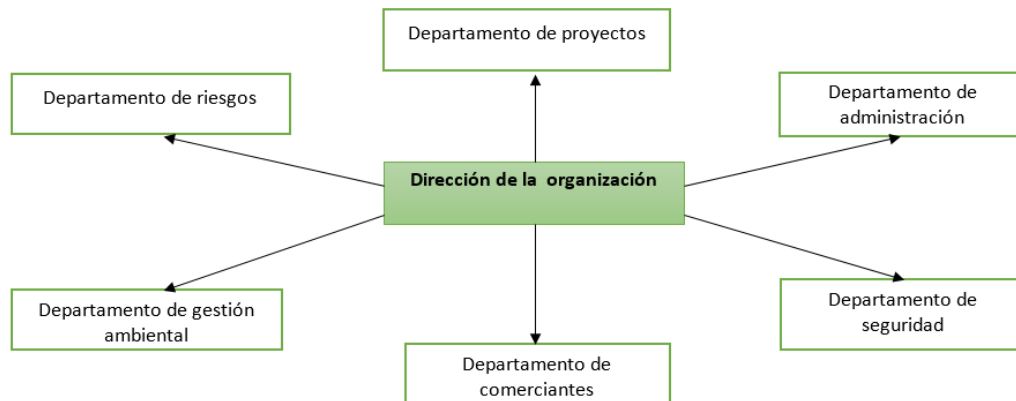 Departamento de proyectos
Departamento de riesgos
Departamento de
administración
Dirección de la organización
Departamento de gestión
ambiental
Departamento de
seguridad
Departamento de
comerciantes